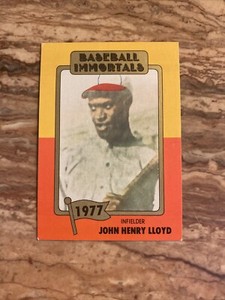 BASEBALL
IMMORTALS
1977
INFIELDER
JOHN HENRY LLOYD